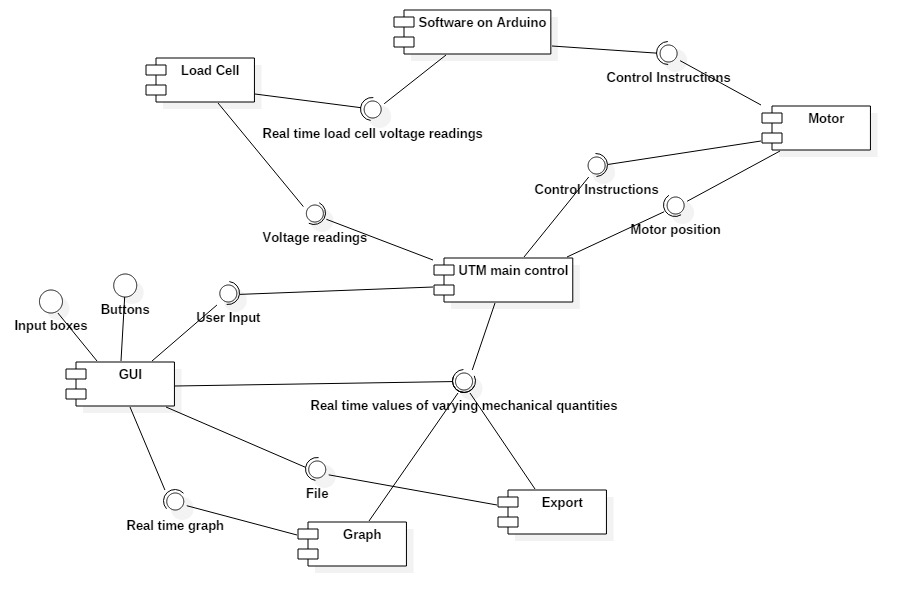 Software on Arduino
Load Cell
Control Instructions
Motor
Real time load cell voltage readings
Control Instructions
Motor position
Voltage readings
UTM main control
Buttons
User Input
Input boxes
GUI
Real time values of varying mechanical quantities
File
Export
Real time graph
Graph